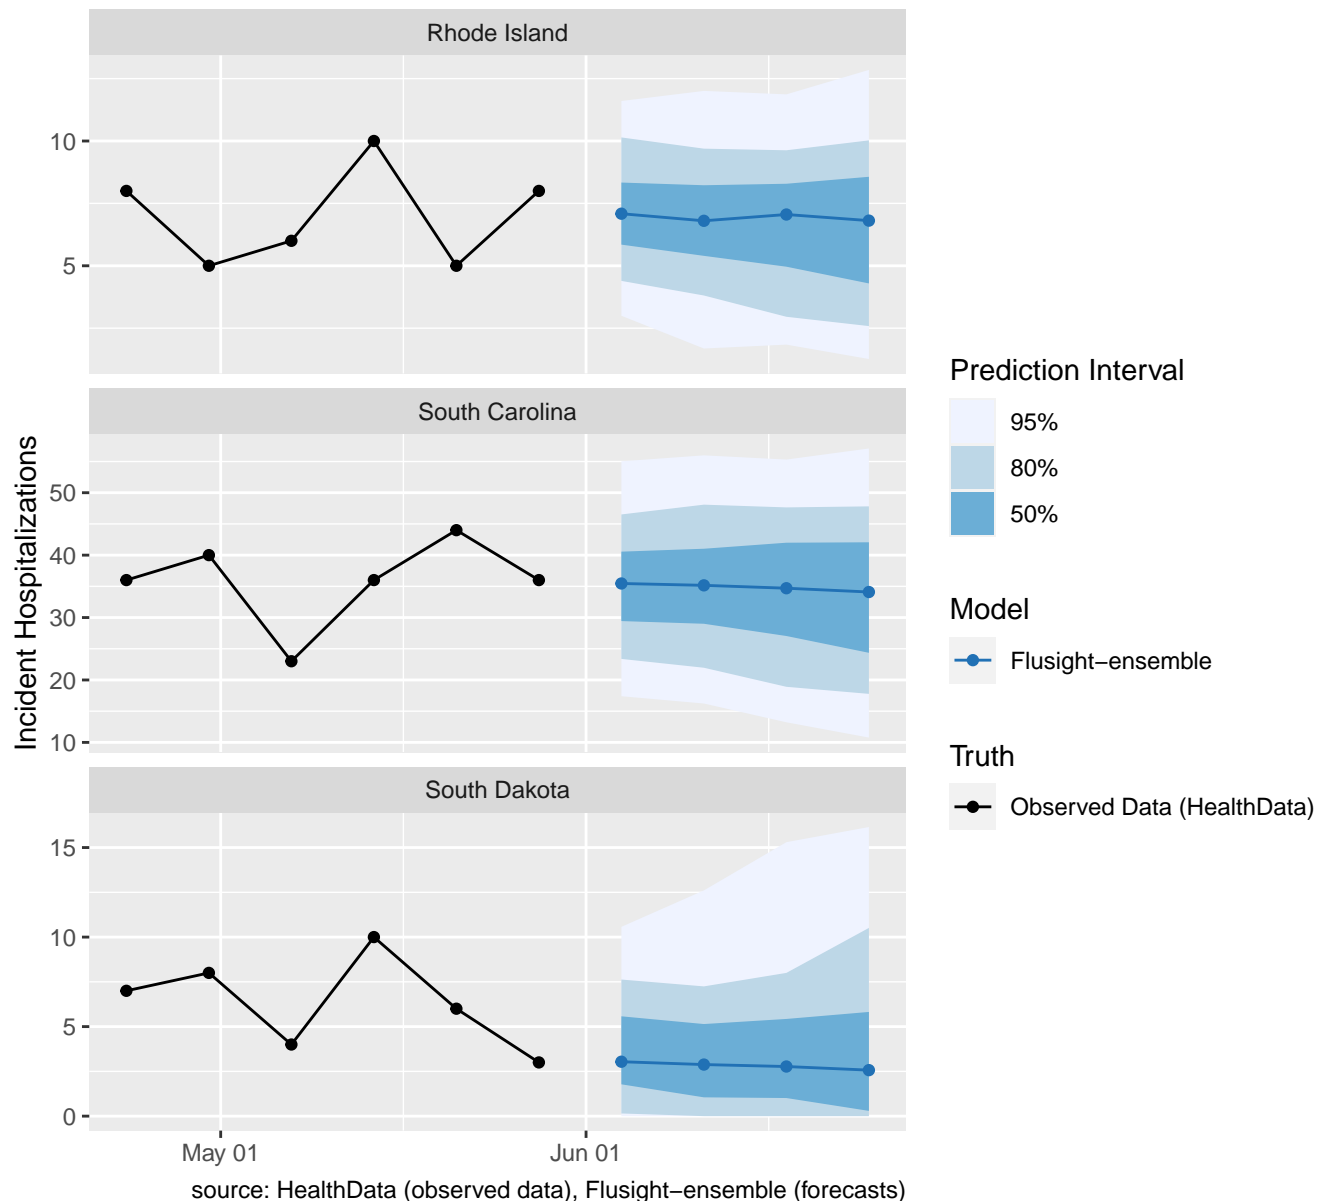 Rhode Island
10
5
South Carolina
50
40
30
20
10
South Dakota
15
10
5
0
Incident Hospitalizations
May 01
Jun 01
source: HealthData (observed data), Flusight−ensemble (forecasts)
Prediction Interval
95%
80%
50%
Model
Flusight−ensemble
Truth
Observed Data (HealthData)